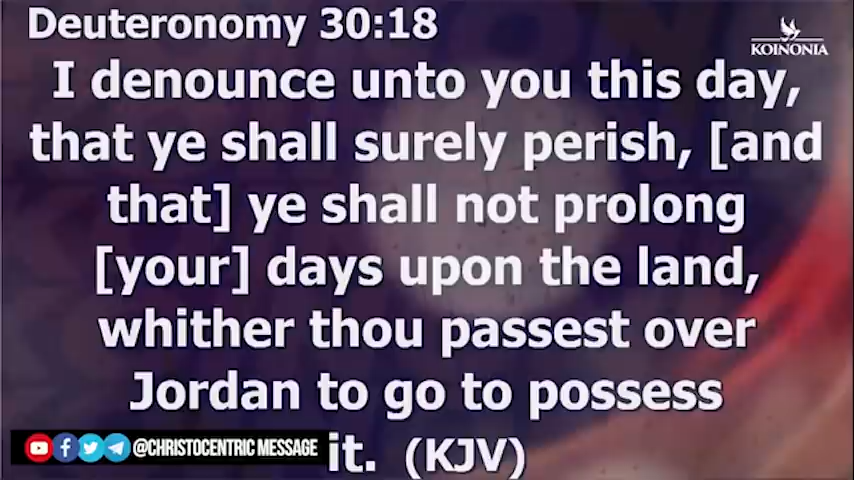 Deuteronomy 30:18
KOINONIA
I denounce unto you this day,
that ye shall surely perish, [and
that] ye shall not prolong
[your] days upon the land,
whither thou passest over
Jordan to go to possess
it. (KJV)
@CHRISTOCENTRIC MESSAGE